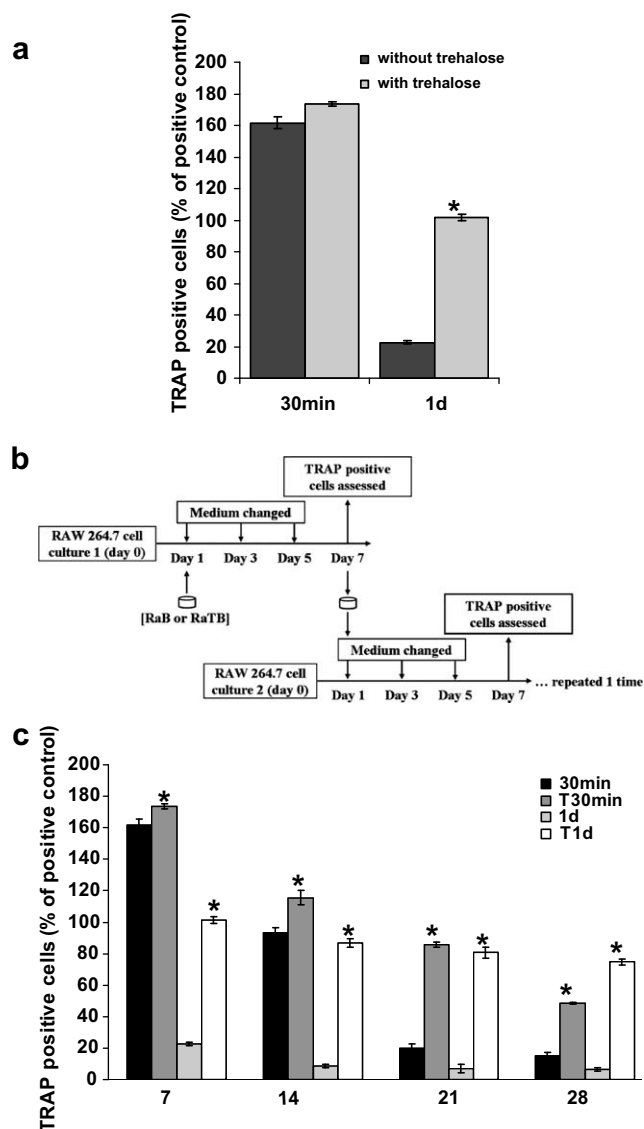 a
without trehalose
with trehalose
TRAP positive cells (% of positive control)
200
180
160
140
120
100
80
60
40
20
0
*
30min
1d
b
TRAP positive
cells assessed
Medium changed
RAW 264.7 cell
culture 1 (day 0)
Day 1
Day 3
Day 5
Day 7
[RaB or RaTB]
TRAP positive
cells assessed
Medium changed
RAW 264.7 cell
culture 2 (day 0)
Day 1
Day 3
Day 5
Day 7
... repeated 1 time
c
TRAP positive cells (% of positive control)
200
180
160
140
120
100
80
60
40
20
0
30min
T30min
1d
T1d
*
*
*
*
*
*
*
*
7
14
21
28